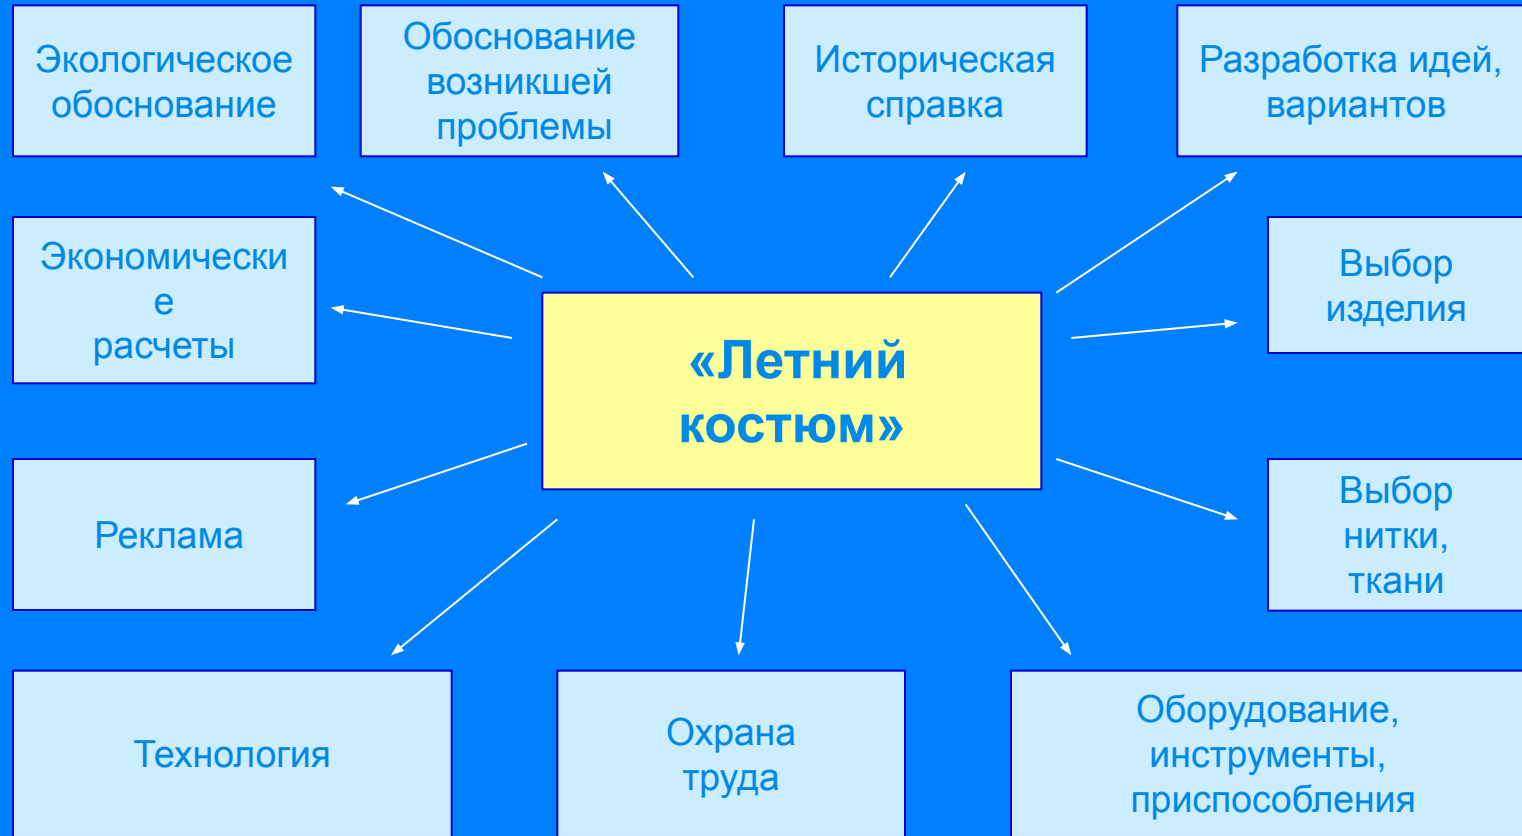 Экологическое
обоснование
Обоснование
возникшей
проблемы
Историческая
справка
Разработка идей,
вариантов
Экономически
е
расчеты
«Летний
костюм»
Выбор
изделия
Реклама
Выбор
нитки,
ткани
Технология
Охрана
труда
Оборудование,
инструменты,
приспособления